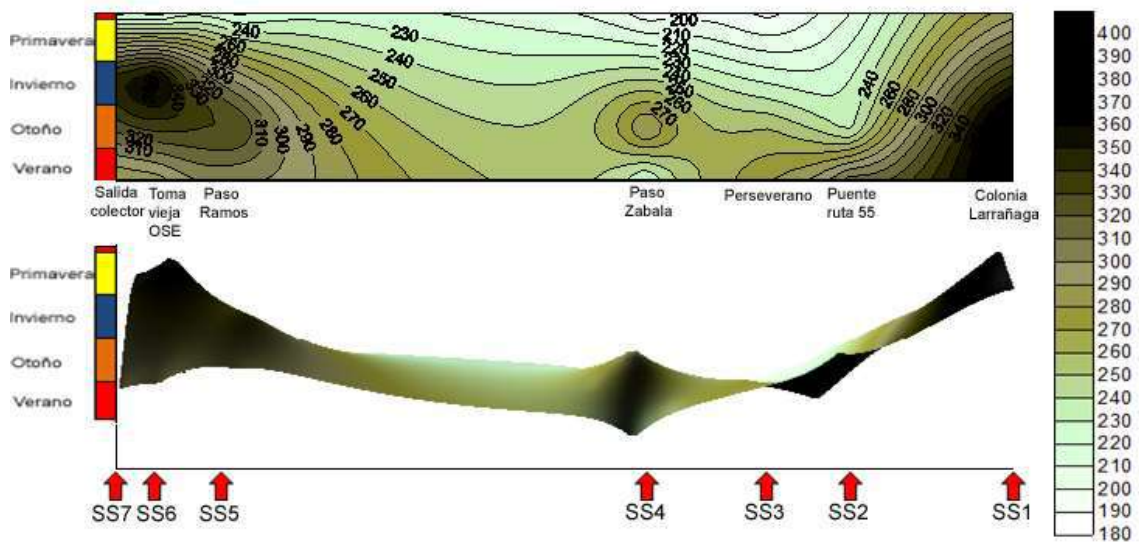 Primavera
Invierno
Otoño
Verano
240
230
200
210
220
230
240
250
260
270
240
250
260
270
280
290
300
310
240
260
280
300
320
340
310
Salida colector
Toma vieja OSE
Paso Ramos
Paso Zabala
Perseverano
Puente ruta 55
Colonia Larrañaga
Primavera
Invierno
Otoño
Verano
SS7
SS6
SS5
SS4
SS3
SS2
SS1
400
390
380
370
360
350
340
330
320
310
300
290
280
270
260
250
240
230
220
210
200
190
180